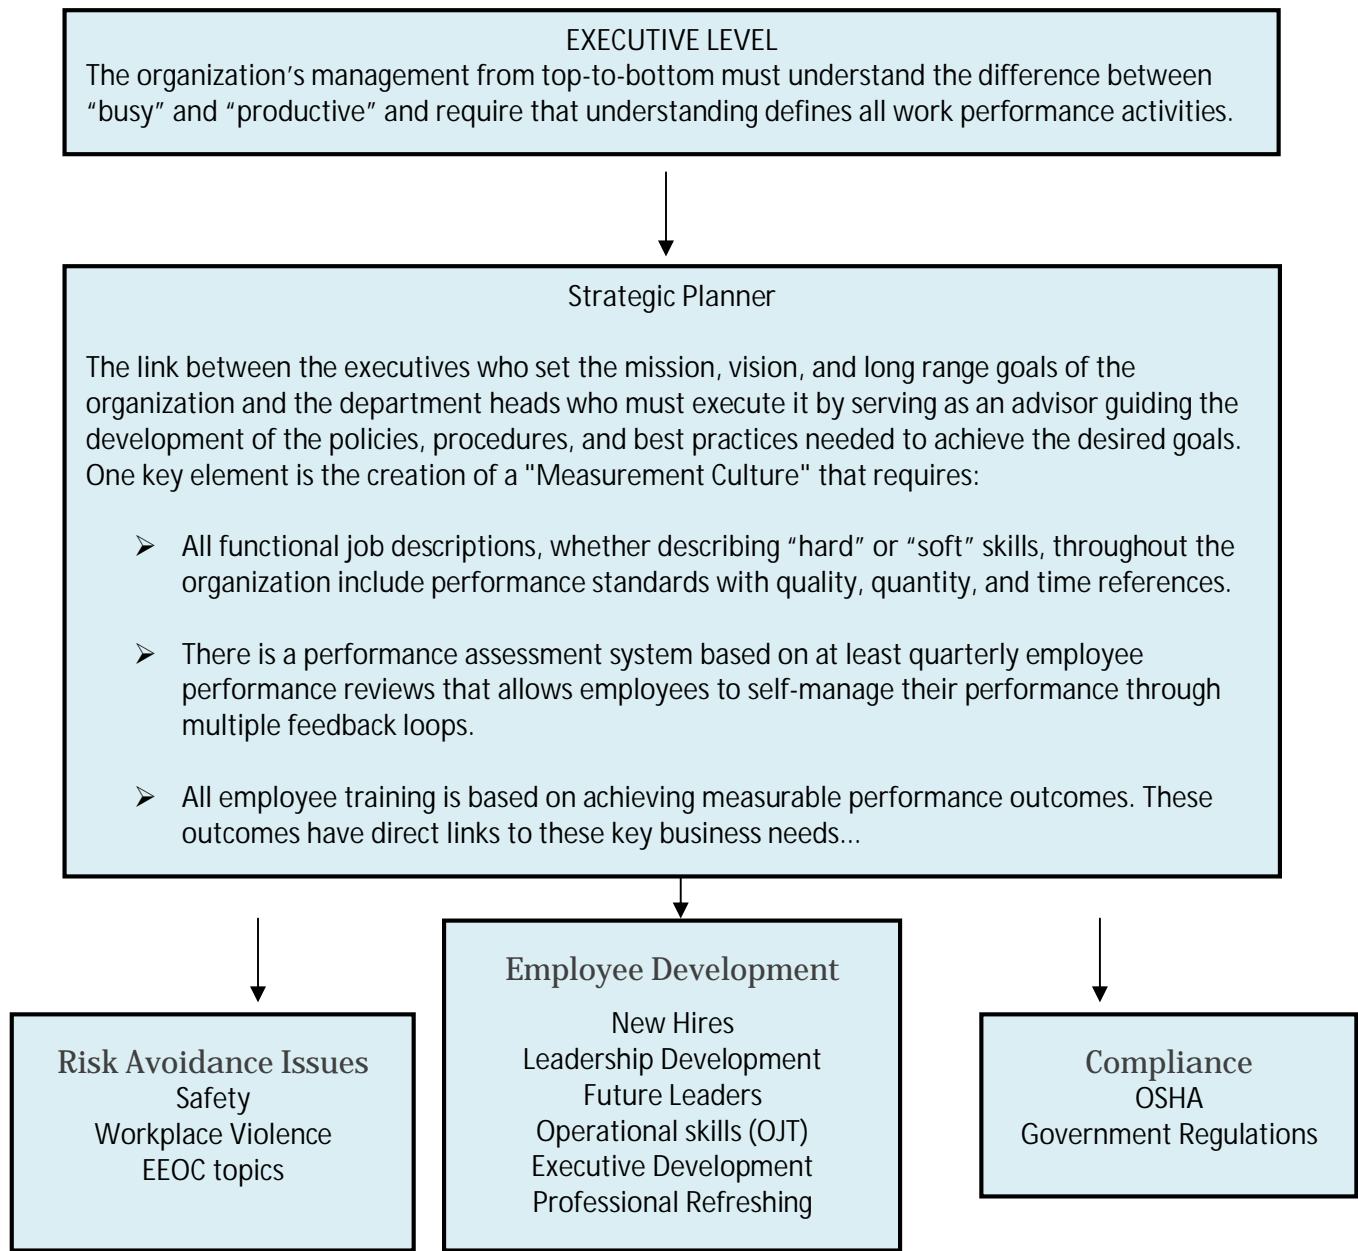 EXECUTIVE LEVEL
The organization’s management from top-to-bottom must understand the difference between
“busy” and “productive” and require that understanding defines all work performance activities.
Strategic Planner
The link between the executives who set the mission, vision, and long range goals of the
organization and the department heads who must execute it by serving as an advisor guiding the
development of the policies, procedures, and best practices needed to achieve the desired goals.
One key element is the creation of a "Measurement Culture" that requires:
➢ All functional job descriptions, whether describing “hard” or “soft” skills, throughout the
organization include performance standards with quality, quantity, and time references.
➢ There is a performance assessment system based on at least quarterly employee
performance reviews that allows employees to self-manage their performance through
multiple feedback loops.
➢ All employee training is based on achieving measurable performance outcomes. These
outcomes have direct links to these key business needs...
Risk Avoidance Issues
Safety
Workplace Violence
EEOC topics
Employee Development
New Hires
Leadership Development
Future Leaders
Operational skills (OJT)
Executive Development
Professional Refreshing
Compliance
OSHA
Government Regulations